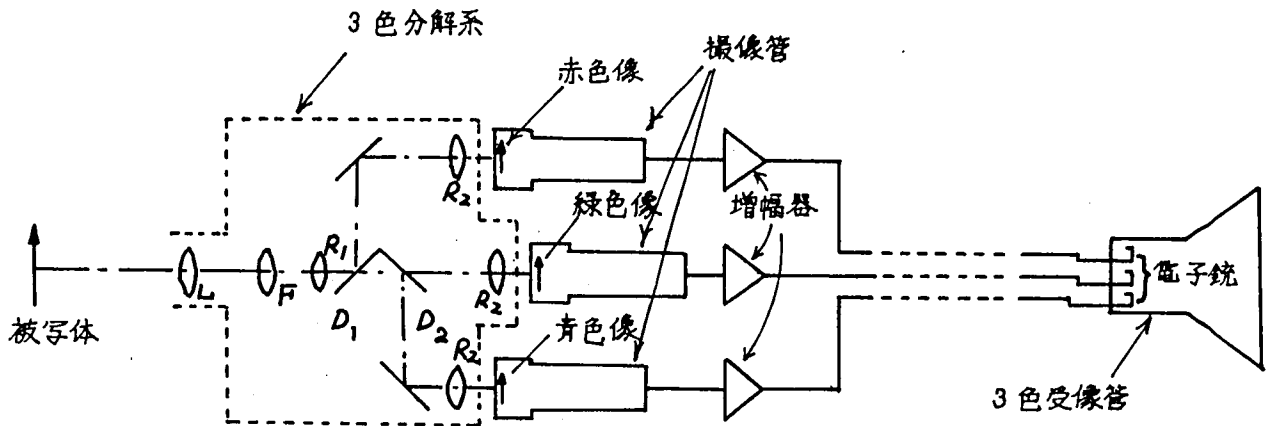 3色分解系
撮像管
赤色像
R₂
緑色像
増幅器
R₁
L
F
R₂
電子銃
被写体
D₁
D₂
青色像
R₂
3色受像管